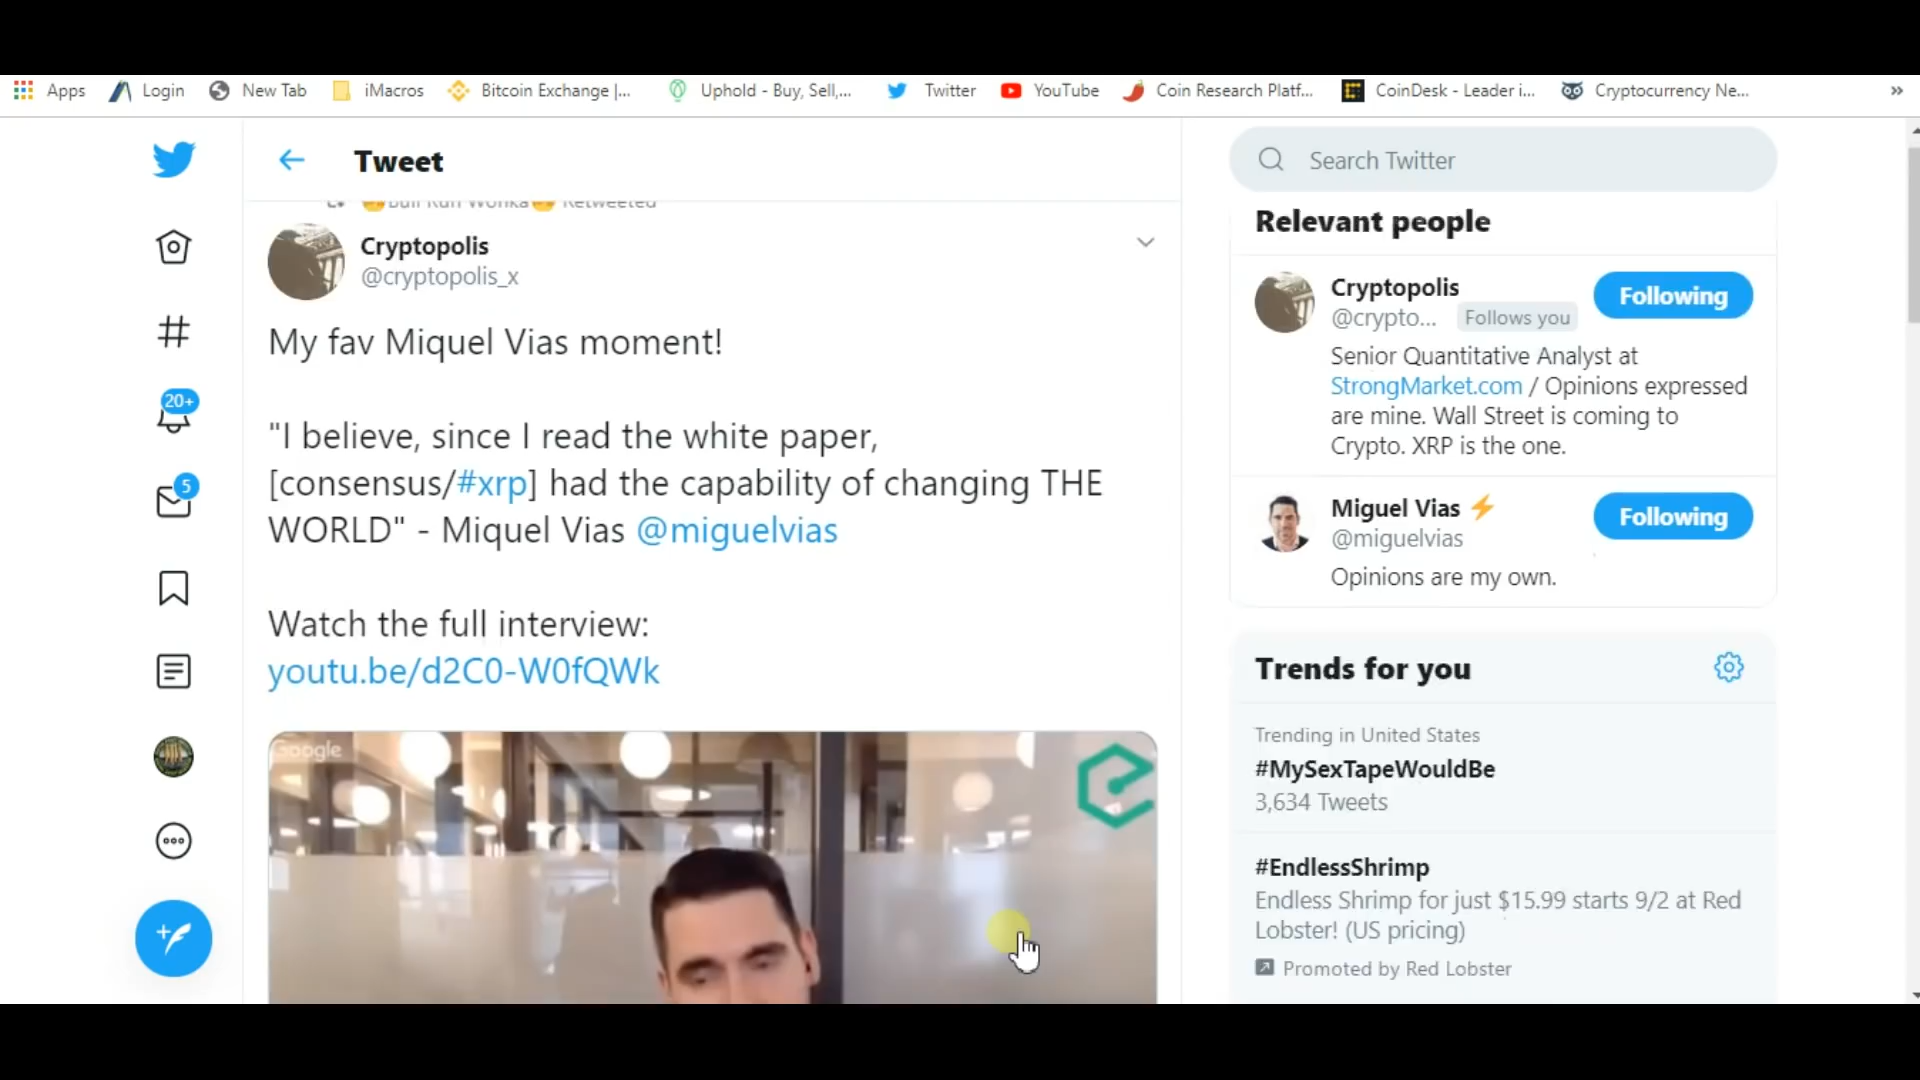 Apps Login New Tab iMacros Bitcoin Exchange |... Uphold - Buy, Sell,... Twitter YouTube Coin Research Platf... CoinDesk - Leader i... Cryptocurrency Ne... »
Tweet
Search Twitter
Bull Run Wonka Retweeted
Cryptopolis
@cryptopolis_x
My fav Miquel Vias moment!
"I believe, since I read the white paper,
[consensus/#xrp] had the capability of changing THE
WORLD" - Miquel Vias @miguelvias
Watch the full interview:
youtu.be/d2C0-W0fQWk
Google
20+
5
Relevant people
Cryptopolis
@crypto... Follows you
Following
Senior Quantitative Analyst at
StrongMarket.com / Opinions expressed
are mine. Wall Street is coming to
Crypto. XRP is the one.
Miguel Vias
@miguelvias
Following
Opinions are my own.
Trends for you
Trending in United States
#MySexTapeWouldBe
3,634 Tweets
#EndlessShrimp
Endless Shrimp for just $15.99 starts 9/2 at Red
Lobster! (US pricing)
Promoted by Red Lobster